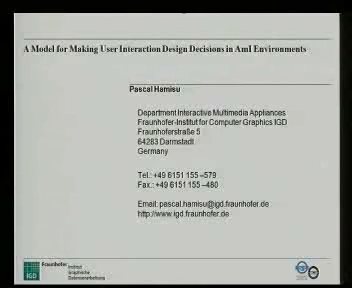 A Model for Making User Interaction Design Decisions in AmI Environments
Pascal Hamisu
Department Interactive Multimedia Appliances
Fraunhofer-Institut for Computer Graphics IGD
Fraunhoferstraße 5
64283 Darmstadt
Germany
Tel.: +49 6151 155 –579
Fax.: +49 6151 155 –480
Email: pascal.hamisu@igd.fraunhofer.de
http://www.igd.fraunhofer.de
Fraunhofer
Institut
Graphische
Datenverarbeitung
IGD